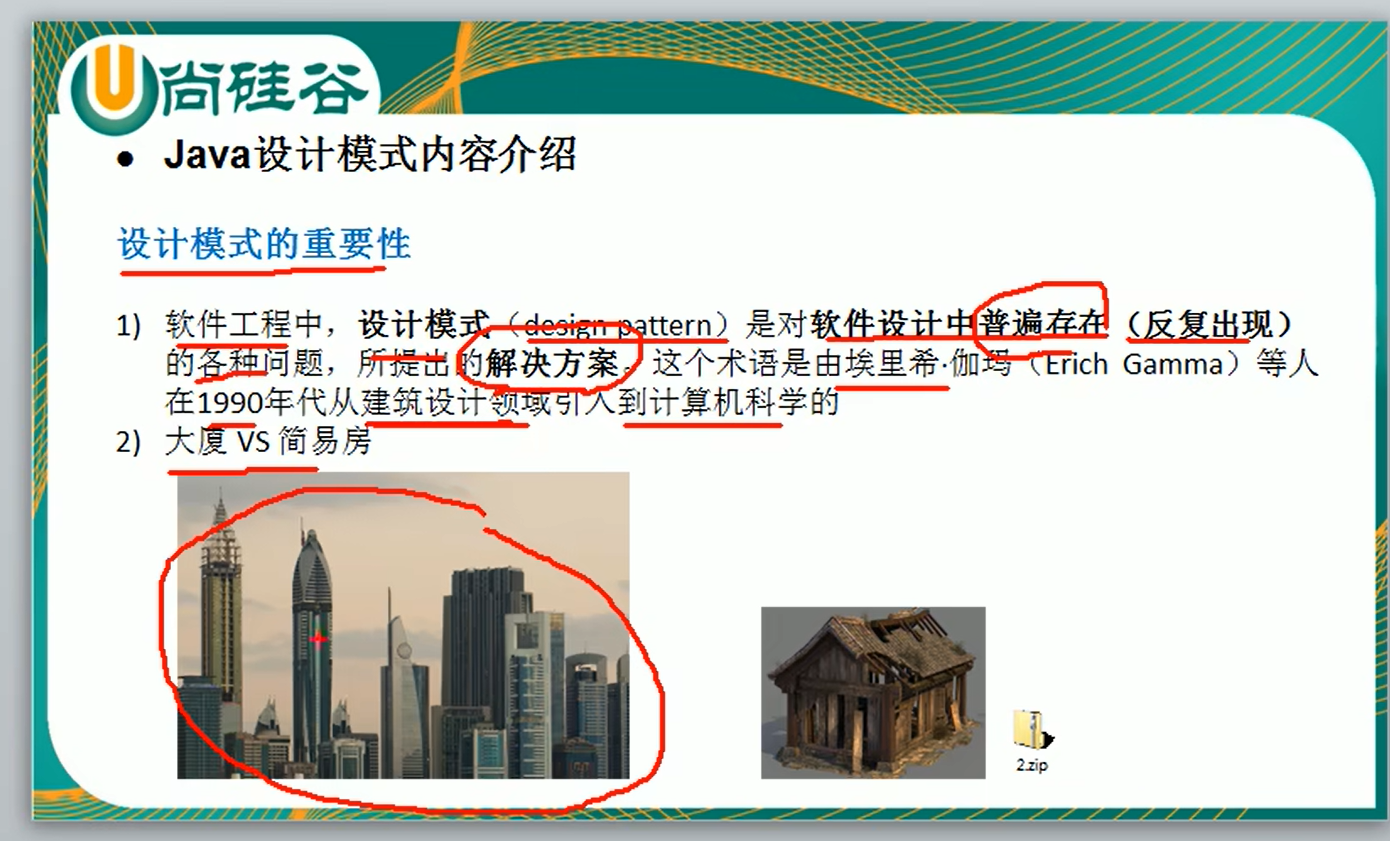 尚硅谷
Java设计模式内容介绍
设计模式的重要性
1) 软件工程中，设计模式（design pattern）是对软件设计中普遍存在（反复出现）
的各种问题，所提出的解决方案。这个术语是由埃里希·伽玛（Erich Gamma）等人
在1990年代从建筑设计领域引入到计算机科学的
2) 大厦 VS 简易房
2.zip